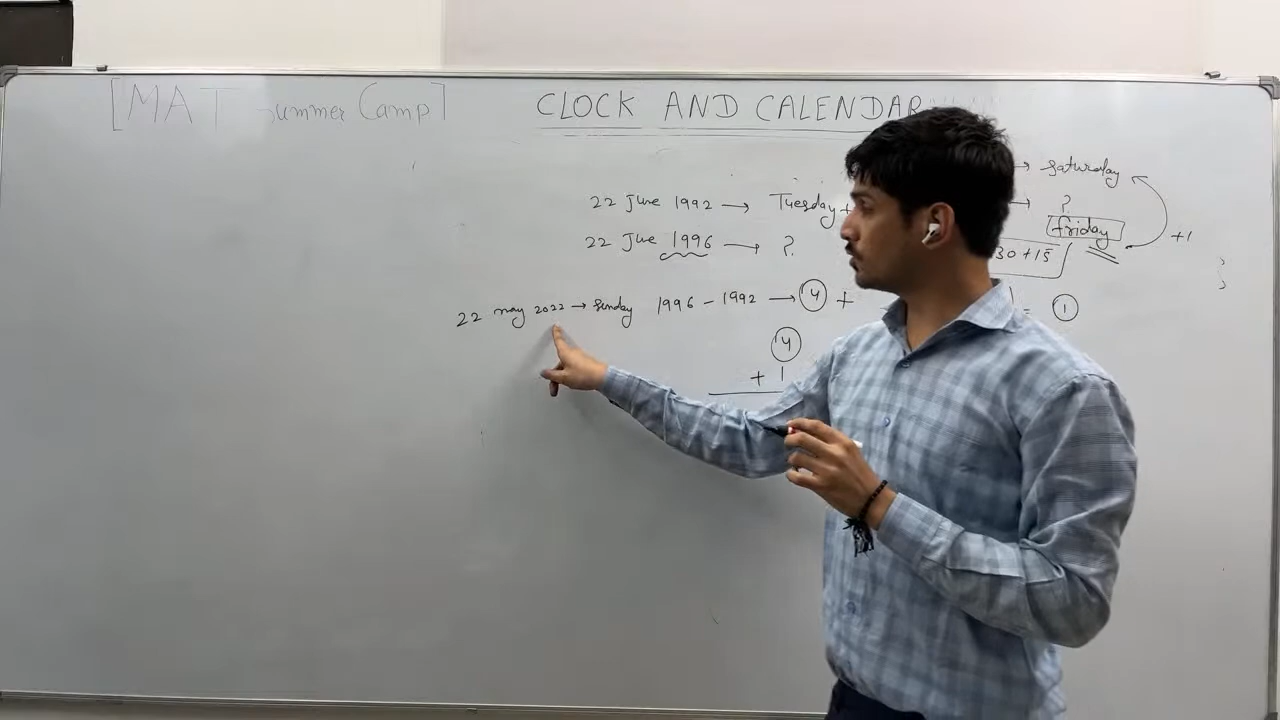 [MAT Summer Camp]
CLOCK AND CALENDAR
→ Saturday
22 June 1992 → Tuesday +
→ ?
22 June 1996 → ?
friday
+1
30 + 15
22 may 2022 → Sunday
1996 - 1992 → 4 +
1
= 1
4
+ 1